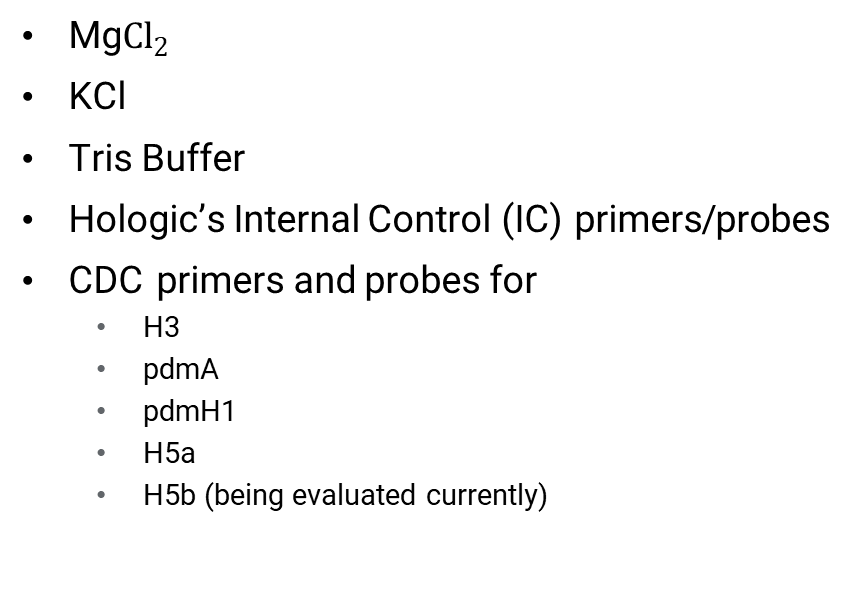 • MgCl₂
• KCl
• Tris Buffer
• Hologic’s Internal Control (IC) primers/probes
• CDC primers and probes for
• H3
• pdmA
• pdmH1
• H5a
• H5b (being evaluated currently)